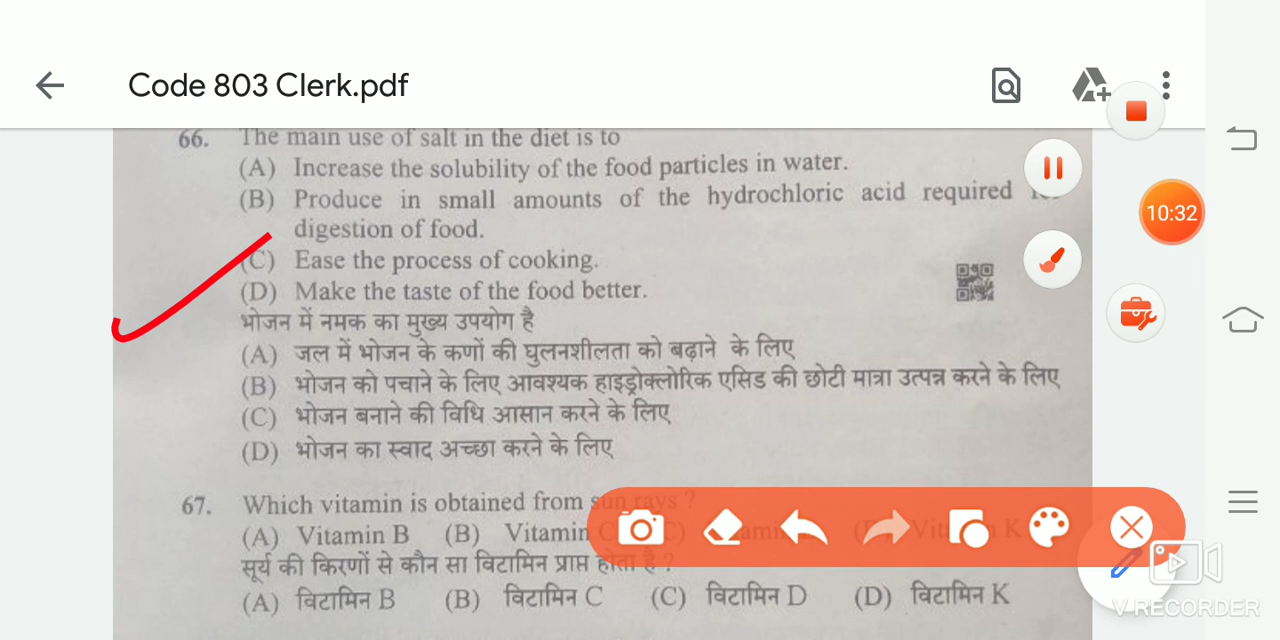 Code 803 Clerk.pdf
66. The main use of salt in the diet is to
(A) Increase the solubility of the food particles in water.
(B) Produce in small amounts of the hydrochloric acid required
digestion of food.
10:32
(C) Ease the process of cooking.
(D) Make the taste of the food better.
भोजन में नमक का मुख्य उपयोग है
(A) जल में भोजन के कणों की घुलनशीलता को बढ़ाने के लिए
(B) भोजन को पचाने के लिए आवश्यक हाइड्रोक्लोरिक एसिड की छोटी मात्रा उत्पन्न करने के लिए
(C) भोजन बनाने की विधि आसान करने के लिए
(D) भोजन का स्वाद अच्छा करने के लिए
67. Which vitamin is obtained from sun rays ?
(A) Vitamin B (B) Vitamin
सूर्य की किरणों से कौन सा विटामिन प्राप्त होता है ?
(A) विटामिन B (B) विटामिन C (C) विटामिन D (D) विटामिन K
V RECORDER